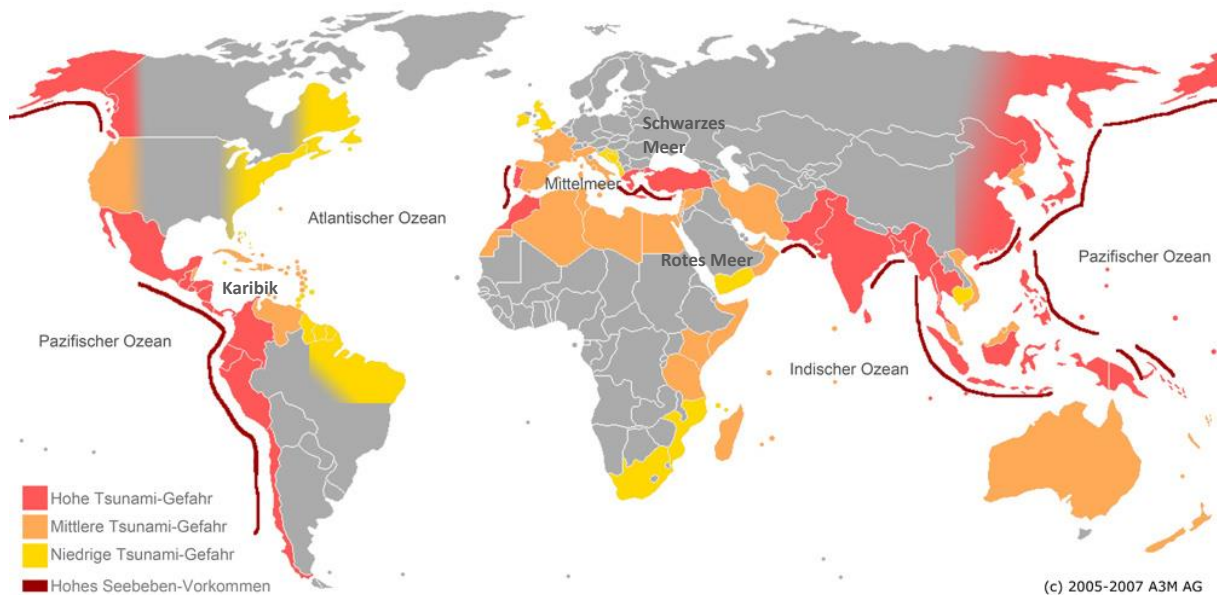 Schwarzes
Meer
Mittelmeer
Atlantischer Ozean
Rotes Meer
Pazifischer Ozean
Karibik
Pazifischer Ozean
Indischer Ozean
Hohe Tsunami-Gefahr
Mittlere Tsunami-Gefahr
Niedrige Tsunami-Gefahr
Hohes Seebeben-Vorkommen
(c) 2005-2007 A3M AG